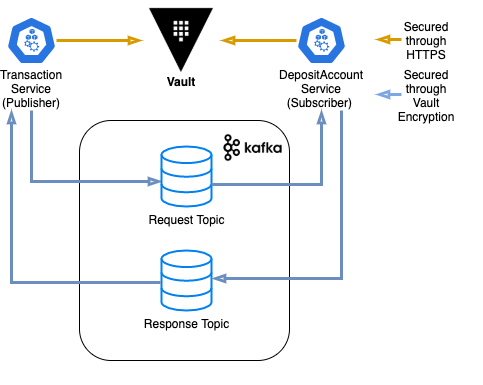 Transaction
Service
(Publisher)
Vault
DepositAccount
Service
(Subscriber)
Secured
through
HTTPS
Secured
through
Vault
Encryption
kafka
Request Topic
Response Topic